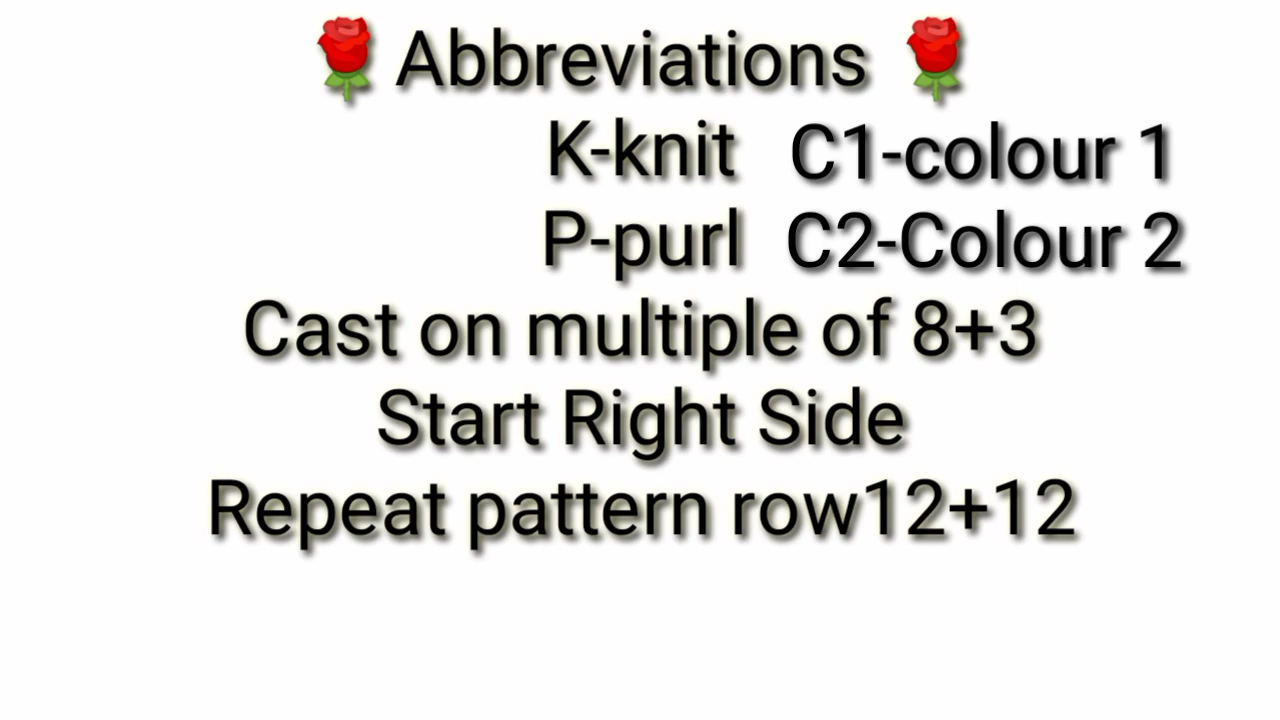 🌹Abbreviations 🌹
K-knit C1-colour 1
P-purl C2-Colour 2
Cast on multiple of 8+3
Start Right Side
Repeat pattern row12+12